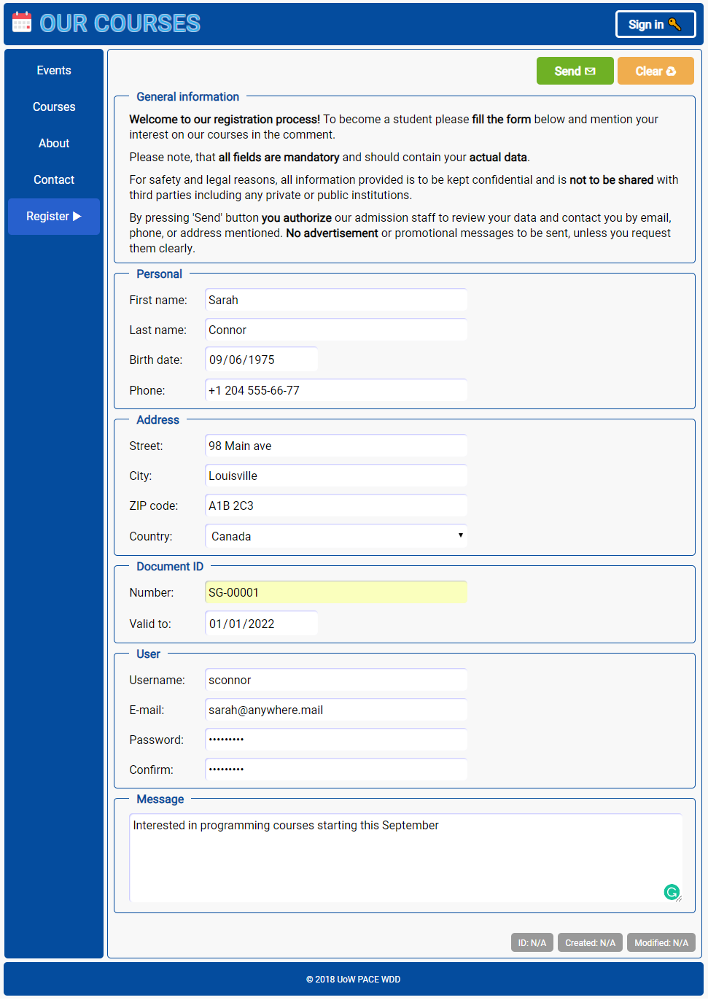 OUR COURSES
Sign in
Events
Courses
About
Contact
Register
Send
Clear
General information
Welcome to our registration process! To become a student please fill the form below and mention your
interest on our courses in the comment.
Please note, that all fields are mandatory and should contain your actual data.
For safety and legal reasons, all information provided is to be kept confidential and is not to be shared with
third parties including any private or public institutions.
By pressing 'Send' button you authorize our admission staff to review your data and contact you by email,
phone, or address mentioned. No advertisement or promotional messages to be sent, unless you request
them clearly.
Personal
First name: Sarah
Last name: Connor
Birth date: 09/06/1975
Phone: +1 204 555-66-77
Address
Street: 98 Main ave
City: Louisville
ZIP code: A1B 2C3
Country: Canada
Document ID
Number: SG-00001
Valid to: 01/01/2022
User
Username: sconnor
E-mail: sarah@anywhere.mail
Password: •••••••••
Confirm: •••••••••
Message
Interested in programming courses starting this September
ID: N/A Created: N/A Modified: N/A
© 2018 UoW PACE WDD